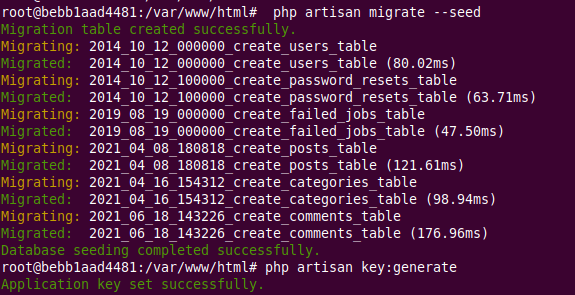 root@bebb1aad4481:/var/www/html#  php artisan migrate --seed
Migration table created successfully.
Migrating: 2014_10_12_000000_create_users_table
Migrated:  2014_10_12_000000_create_users_table (80.02ms)
Migrating: 2014_10_12_100000_create_password_resets_table
Migrated:  2014_10_12_100000_create_password_resets_table (63.71ms)
Migrating: 2019_08_19_000000_create_failed_jobs_table
Migrated:  2019_08_19_000000_create_failed_jobs_table (47.50ms)
Migrating: 2021_04_08_180818_create_posts_table
Migrated:  2021_04_08_180818_create_posts_table (121.61ms)
Migrating: 2021_04_16_154312_create_categories_table
Migrated:  2021_04_16_154312_create_categories_table (98.94ms)
Migrating: 2021_06_18_143226_create_comments_table
Migrated:  2021_06_18_143226_create_comments_table (176.96ms)
Database seeding completed successfully.
root@bebb1aad4481:/var/www/html# php artisan key:generate
Application key set successfully.